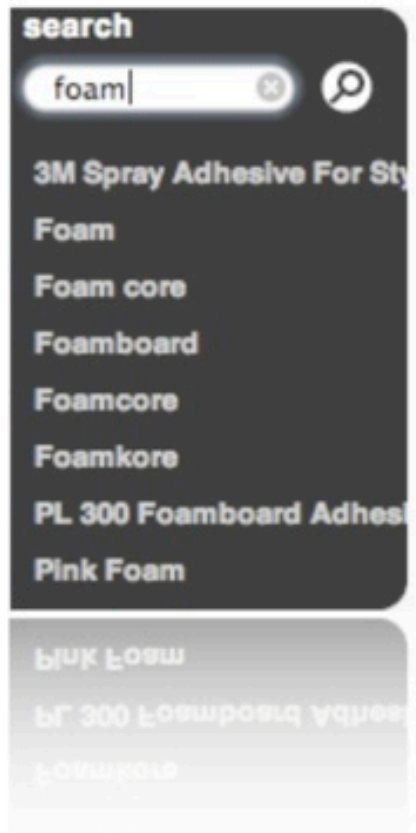 search
foam
3M Spray Adhesive For Sty
Foam
Foam core
Foamboard
Foamcore
Foamkore
PL 300 Foamboard Adhesi
Pink Foam
Pink Foam
PL 300 Foamboard Adhesi
Foamkore